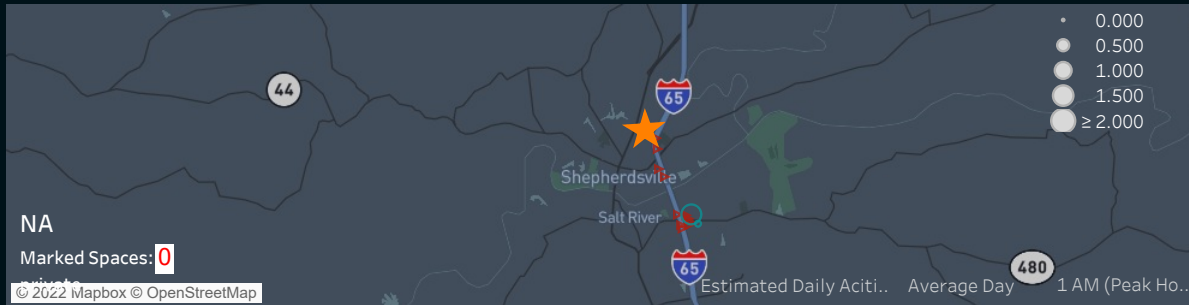 0.000
0.500
1.000
1.500
≥ 2.000
44
65
Shepherdsville
Salt River
65
480
NA
Marked Spaces: 0
private
© 2022 Mapbox © OpenStreetMap
Estimated Daily Aciti.. Average Day 1 AM (Peak Ho..